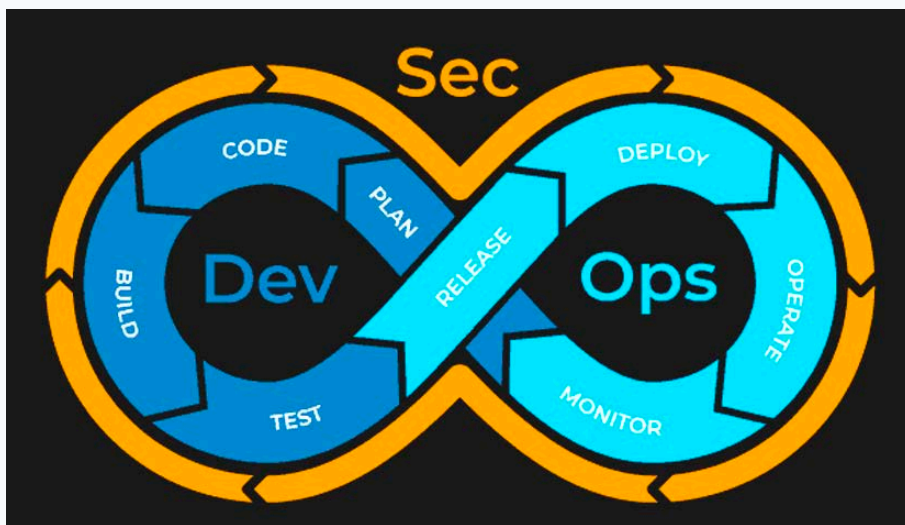 Sec
CODE
PLAN
DEPLOY
Dev
RELEASE
Ops
BUILD
OPERATE
TEST
MONITOR